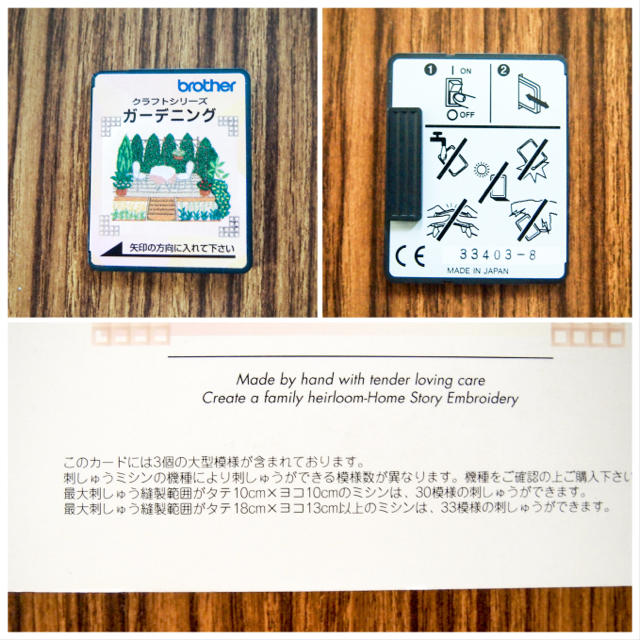 brother
クラフトシリーズ
ガーデニング
矢印の方向に入れて下さい
1 I ON
O OFF
2
CE 33403-8
MADE IN JAPAN
Made by hand with tender loving care
Create a family heirloom-Home Story Embroidery
このカードには3個の大型模様が含まれております。
刺しゅうミシンの機種により刺しゅうができる模様数が異なります。機種をご確認の上ご購入下さい
最大刺しゅう縫製範囲がタテ10cm×ヨコ10cmのミシンは、30模様の刺しゅうができます。
最大刺しゅう縫製範囲がタテ18cm×ヨコ13cm以上のミシンは、33模様の刺しゅうができます。